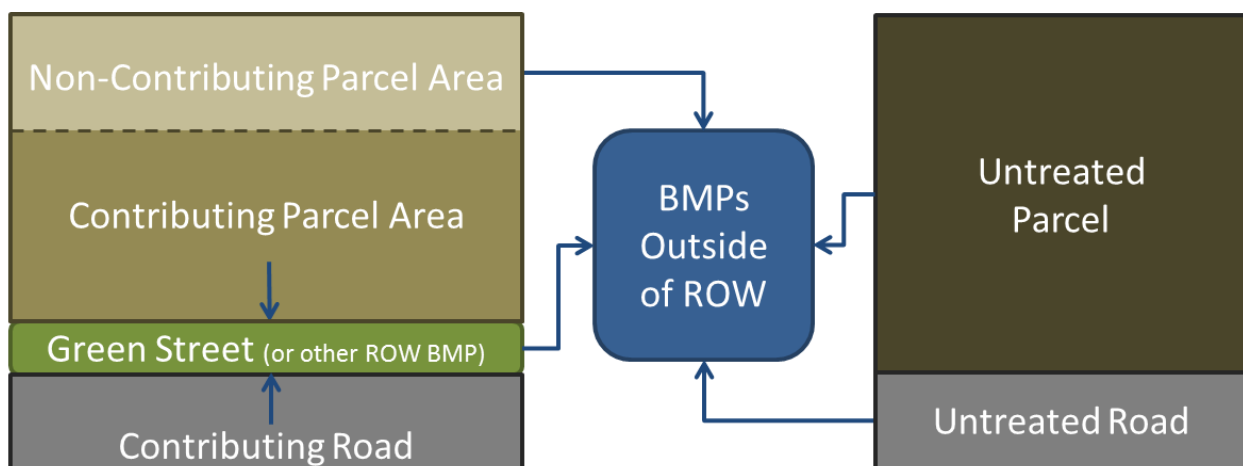 Non-Contributing Parcel Area
Contributing Parcel Area
Green Street (or other ROW BMP)
Contributing Road
BMPs
Outside
of ROW
Untreated
Parcel
Untreated Road